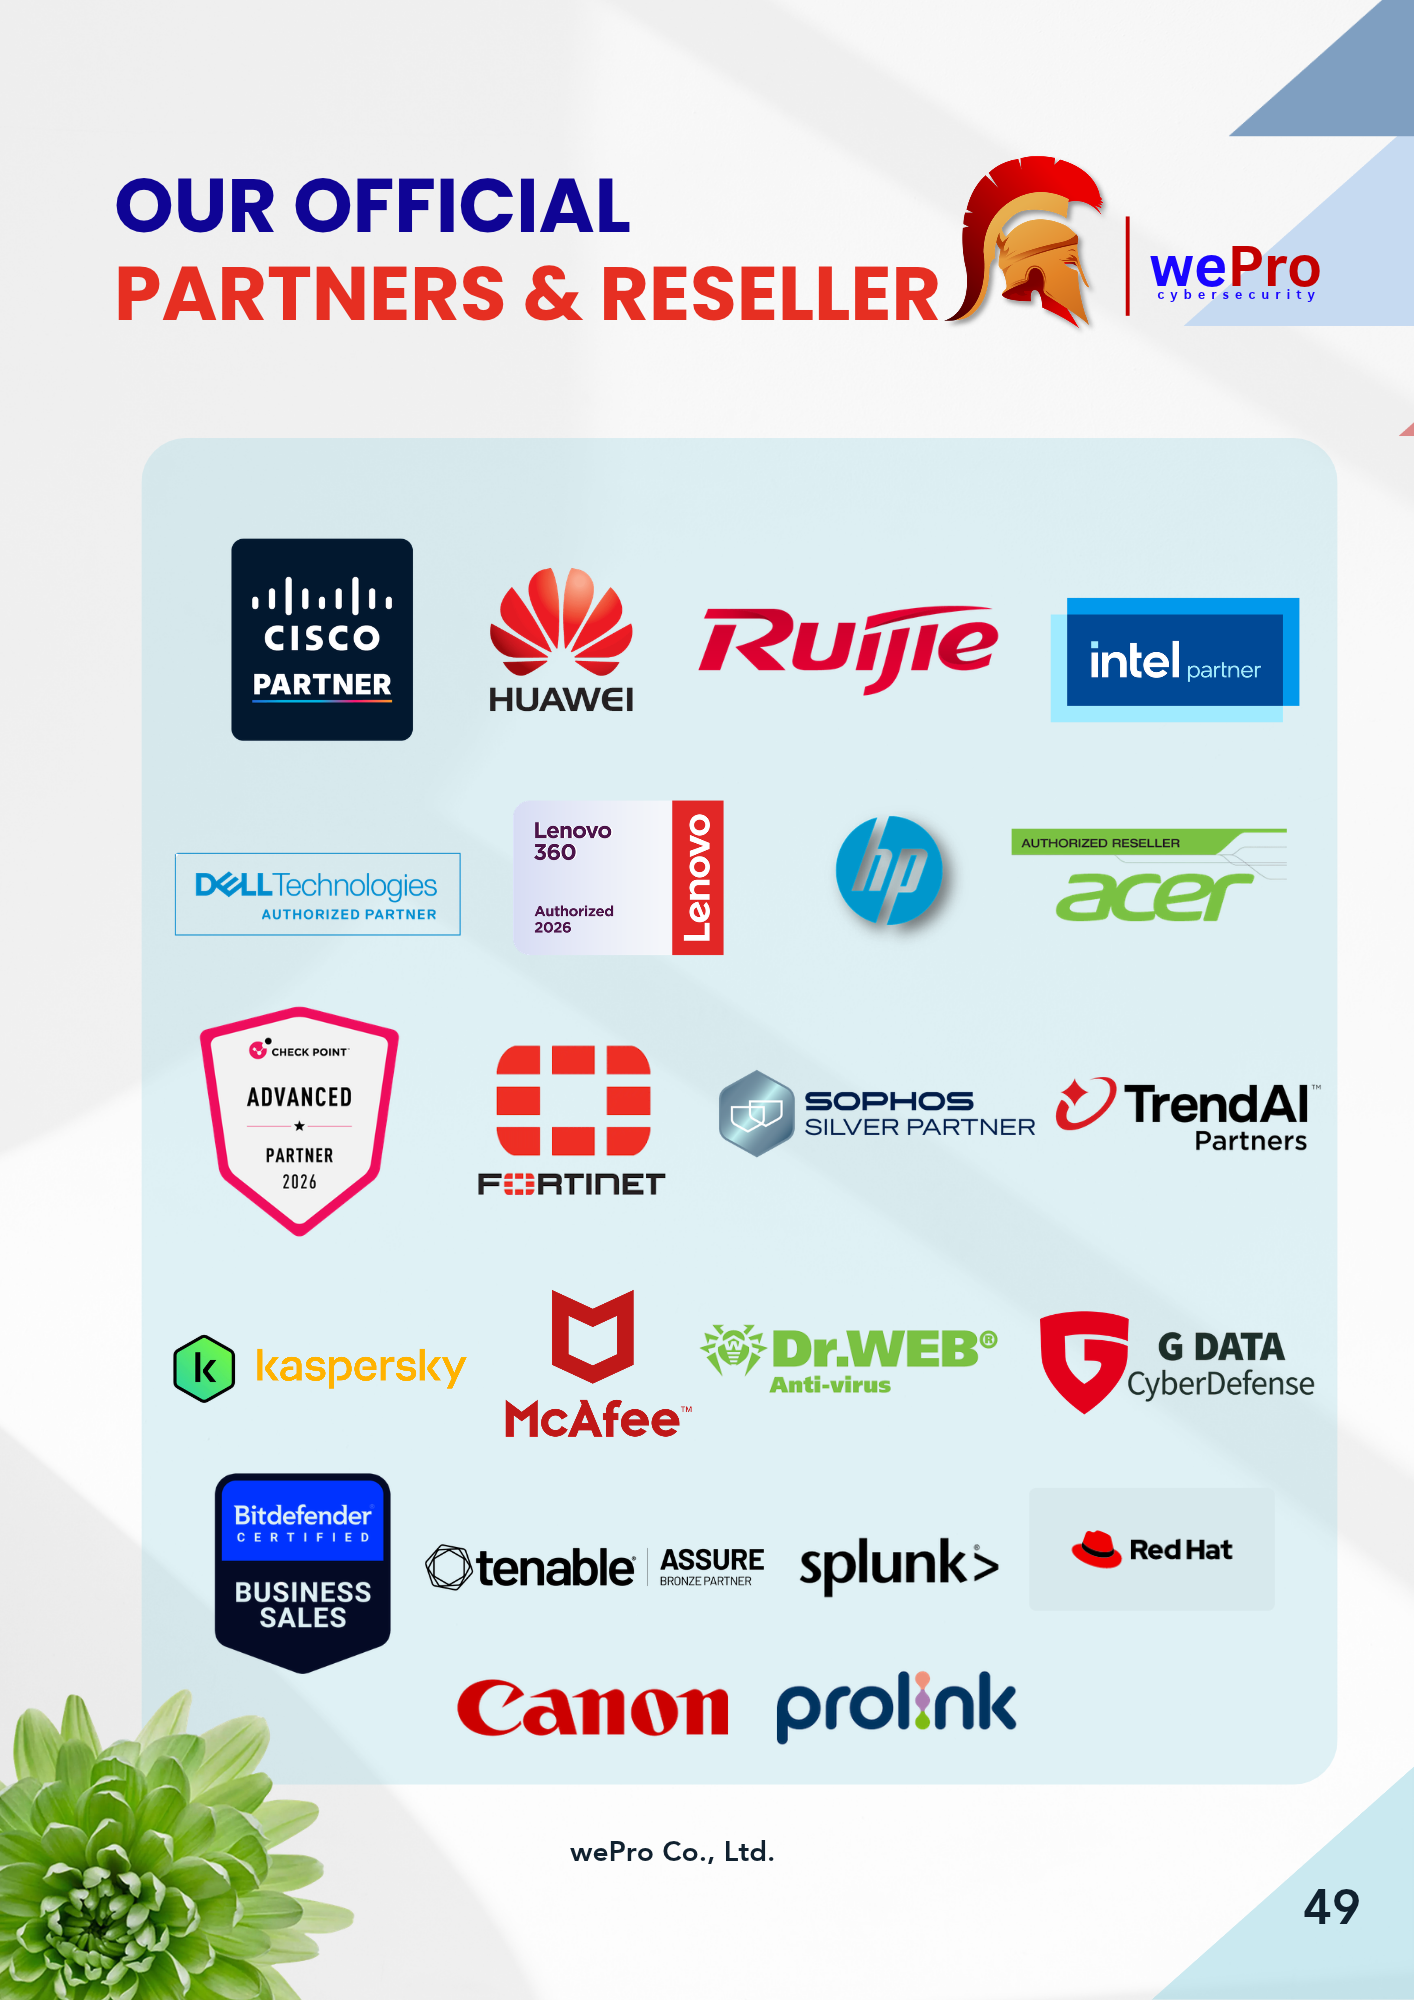 OUR OFFICIAL
PARTNERS & RESELLER
wePro
cybersecurity
CISCO
PARTNER
HUAWEI
Ruijie
intel partner
DELL Technologies
AUTHORIZED PARTNER
Lenovo
360
Authorized
2026
Lenovo
hp
AUTHORIZED RESELLER
acer
CHECK POINT
ADVANCED
PARTNER
2026
FORTINET
SOPHOS
SILVER PARTNER
TrendAI™
Partners
k kaspersky
McAfee™
Dr.WEB®
Anti-virus
G DATA
CyberDefense
Bitdefender
CERTIFIED
BUSINESS
SALES
tenable® ASSURE
BRONZE PARTNER
splunk®>
Red Hat
Canon
prolink
wePro Co., Ltd.
49